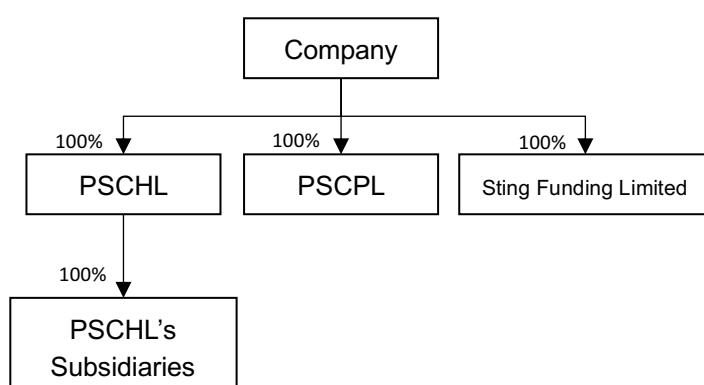 Company
100%
100%
100%
PSCHL
PSCPL
Sting Funding Limited
100%
PSCHL's
Subsidiaries